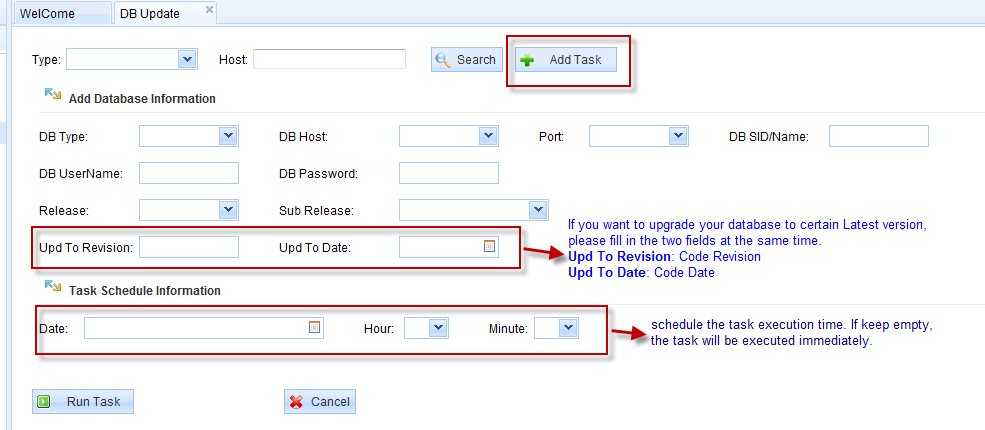 WelCome DB Update
Type: Host: Search Add Task
Add Database Information
DB Type: DB Host: Port: DB SID/Name:
DB UserName: DB Password:
Release: Sub Release:
Upd To Revision: Upd To Date:
If you want to upgrade your database to certain Latest version,
please fill in the two fields at the same time.
Upd To Revision: Code Revision
Upd To Date: Code Date
Task Schedule Information
Date: Hour: Minute:
schedule the task execution time. If keep empty,
the task will be executed immediately.
Run Task Cancel